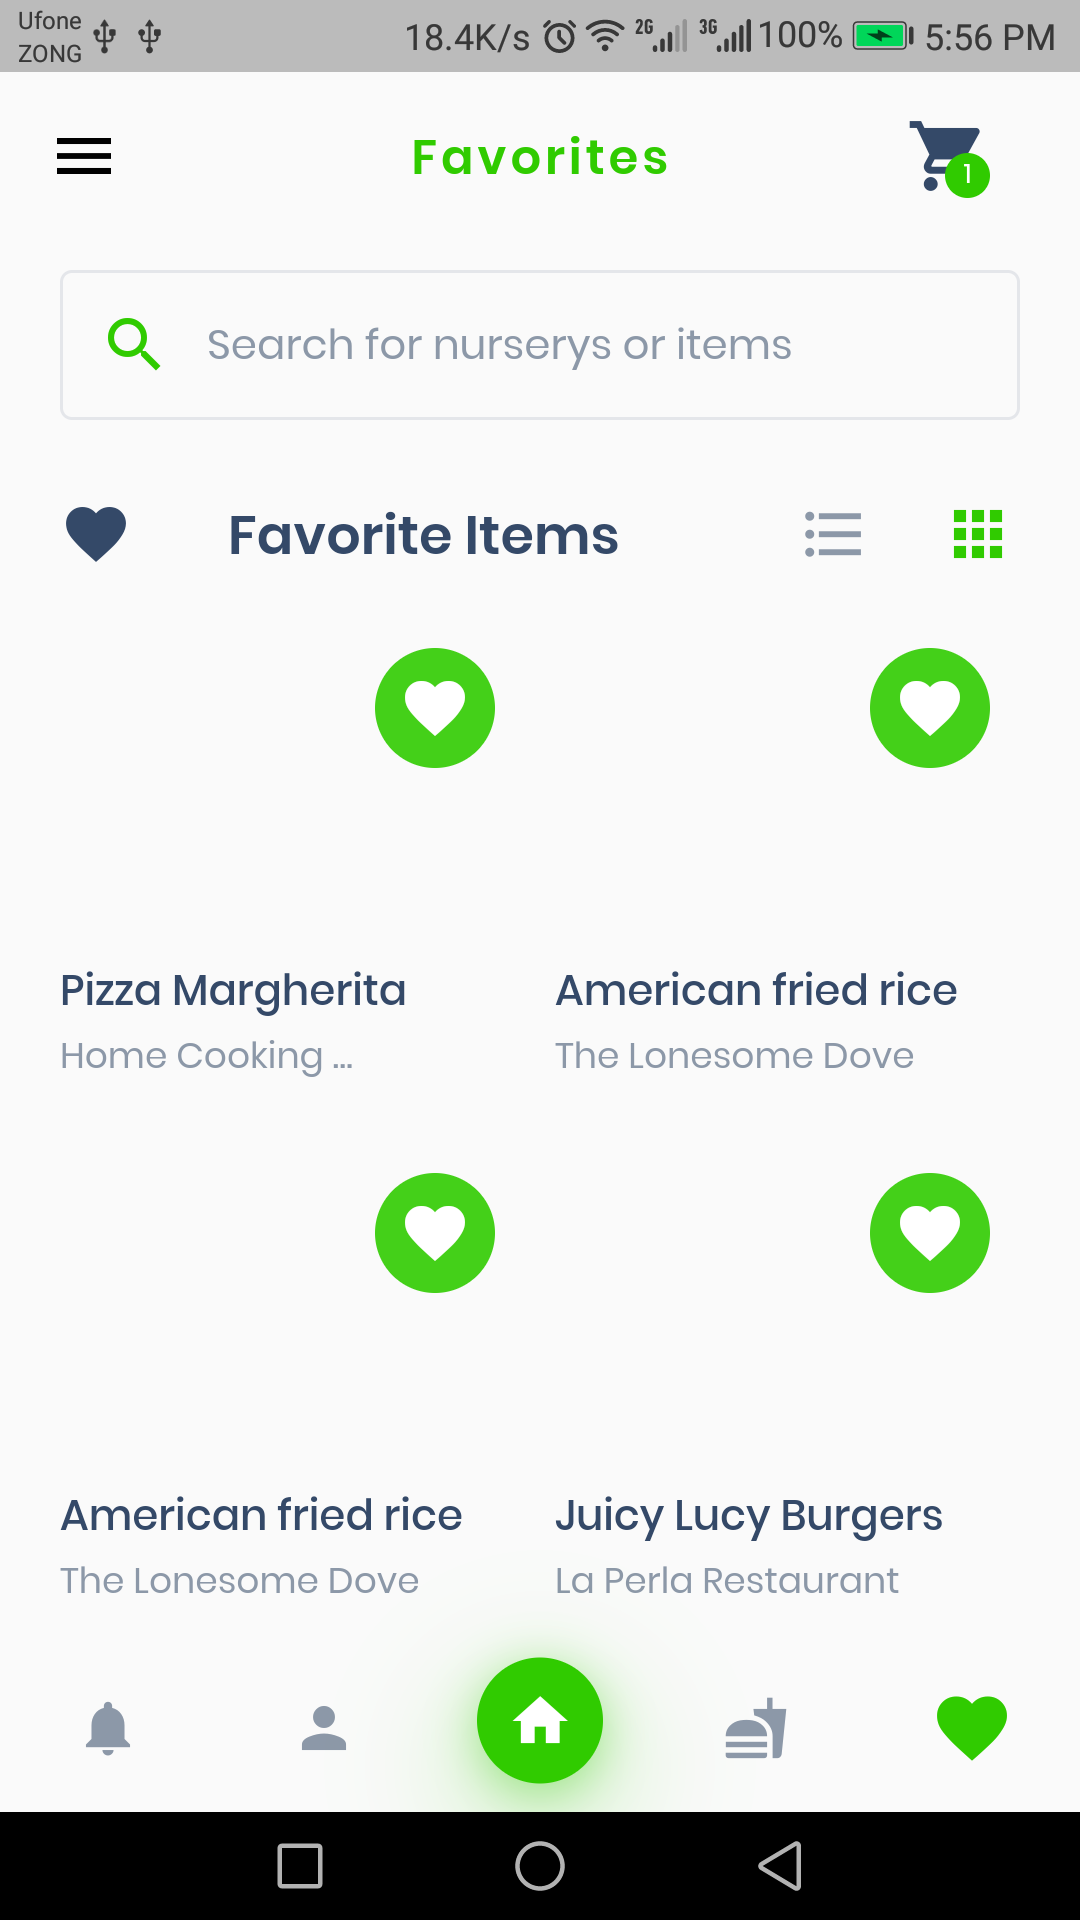 Ufone
ZONG
18.4K/s 2G 3G 100% 5:56 PM
Favorites
1
Search for nurserys or items
Favorite Items
Pizza Margherita
Home Cooking ...
American fried rice
The Lonesome Dove
American fried rice
The Lonesome Dove
Juicy Lucy Burgers
La Perla Restaurant